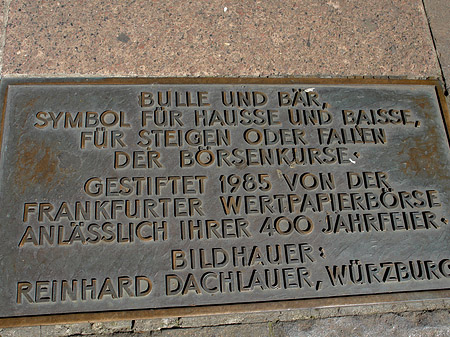 BULLE UND BÄR,
SYMBOL FÜR HAUSSE UND BAISSE,
FÜR STEIGEN ODER FALLEN
DER BÖRSENKURSE.
GESTIFTET 1985 VON DER
FRANKFURTER WERTPAPIERBÖRSE
ANLÄSSLICH IHRER 400 JAHRFEIER.
BILDHAUER:
REINHARD DACHLAUER, WÜRZBURG